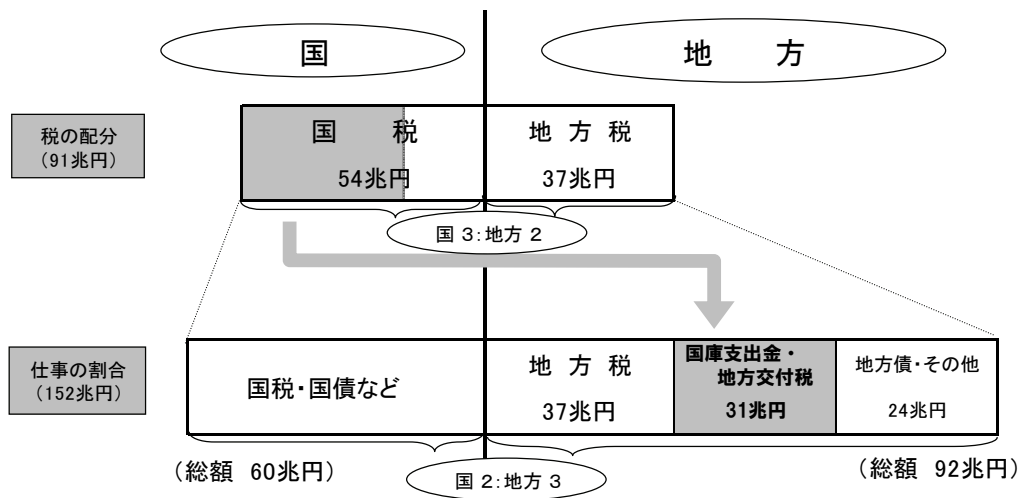 国
地 方
税の配分
(91兆円)
国 税
54兆円
地 方 税
37兆円
国 3:地方 2
仕事の割合
(152兆円)
国税・国債など
地 方 税
37兆円
国庫支出金・
地方交付税
31兆円
地方債・その他
24兆円
(総額 60兆円)
国 2:地方 3
(総額 92兆円)